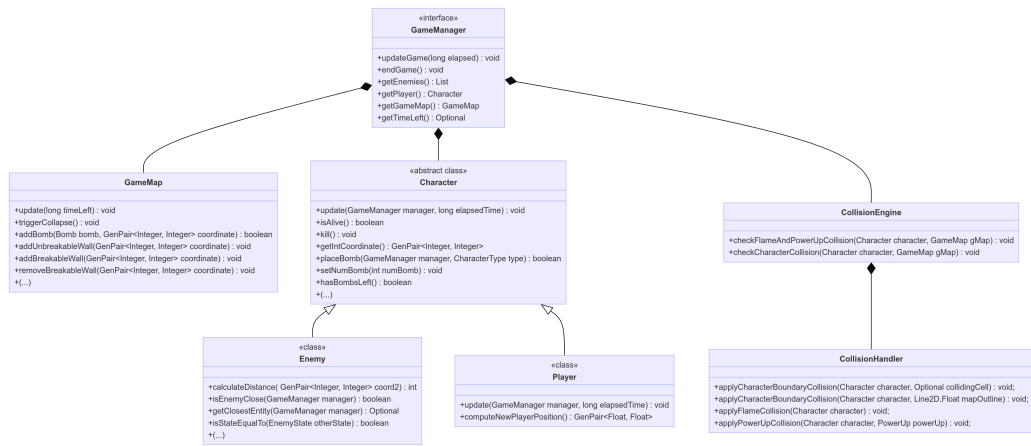 «interface»
GameManager
+updateGame(long elapsed) : void
+endGame() : void
+getEnemies() : List
+getPlayer() : Character
+getGameMap() : GameMap
+getTimeLeft() : Optional
GameMap
+update(long timeLeft) : void
+triggerCollapse() : void
+addBomb(Bomb bomb, GenPair<Integer, Integer> coordinate) : boolean
+addUnbreakableWall(GenPair<Integer, Integer> coordinate) : void
+addBreakableWall(GenPair<Integer, Integer> coordinate) : void
+removeBreakableWall(GenPair<Integer, Integer> coordinate) : void
+(...)
«abstract class»
Character
+update(GameManager manager, long elapsedTime) : void
+isAlive() : boolean
+kill() : void
+getIntCoordinate() : GenPair<Integer, Integer>
+placeBomb(GameManager manager, CharacterType type) : boolean
+setNumBomb(int numBomb) : void
+hasBombsLeft() : boolean
+(...)
CollisionEngine
+checkFlameAndPowerUpCollision(Character character, GameMap gMap) : void
+checkCharacterCollision(Character character, GameMap gMap) : void
«class»
Enemy
+calculateDistance( GenPair<Integer, Integer> coord2) : int
+isEnemyClose(GameManager manager) : boolean
+getClosestEntity(GameManager manager) : Optional
+isStateEqualTo(EnemyState otherState) : boolean
+(...)
«class»
Player
+update(GameManager manager, long elapsedTime) : void
+computeNewPlayerPosition() : GenPair<Float, Float>
CollisionHandler
+applyCharacterBoundaryCollision(Character character, Optional collidingCell) : void;
+applyCharacterBoundaryCollision(Character character, Line2D.Float mapOutline) : void;
+applyFlameCollision(Character character) : void;
+applyPowerUpCollision(Character character, PowerUp powerUp) : void;